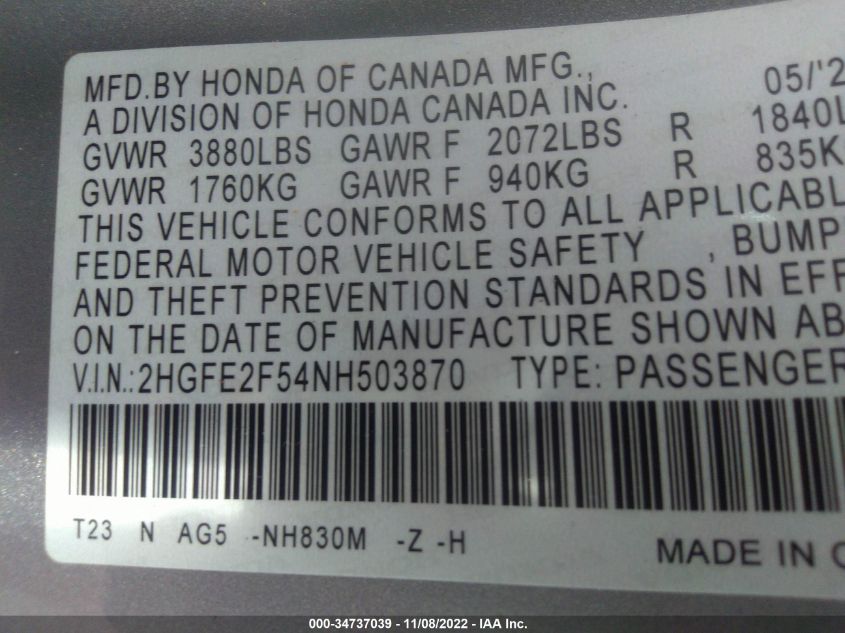 MFD.BY HONDA OF CANADA MFG., 05/'2
A DIVISION OF HONDA CANADA INC.
GVWR 3880LBS GAWR F 2072LBS R 1840L
GVWR 1760KG GAWR F 940KG R 835K
THIS VEHICLE CONFORMS TO ALL APPLICABL
FEDERAL MOTOR VEHICLE SAFETY , BUMP
AND THEFT PREVENTION STANDARDS IN EFF
ON THE DATE OF MANUFACTURE SHOWN AB
V.I.N.:2HGFE2F54NH503870 TYPE: PASSENGER
T23 N AG5 -NH830M -Z -H MADE IN C
000-34737039 - 11/08/2022 - IAA Inc.